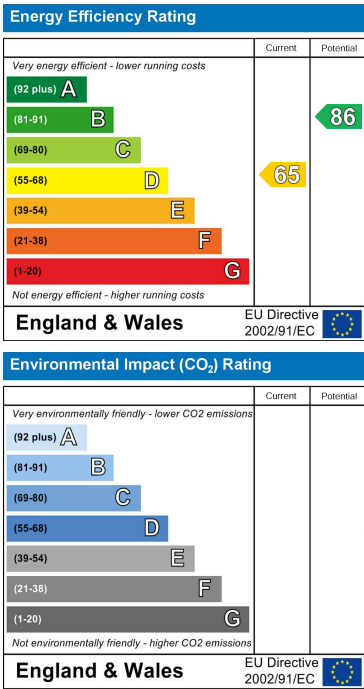 Energy Efficiency Rating
Current Potential
Very energy efficient - lower running costs
(92 plus) A
(81-91) B
86
(69-80) C
(55-68) D
65
(39-54) E
(21-38) F
(1-20) G
Not energy efficient - higher running costs
England & Wales
EU Directive
2002/91/EC
Environmental Impact (CO₂) Rating
Current Potential
Very environmentally friendly - lower CO2 emissions
(92 plus) A
(81-91) B
(69-80) C
(55-68) D
(39-54) E
(21-38) F
(1-20) G
Not environmentally friendly - higher CO2 emissions
England & Wales
EU Directive
2002/91/EC